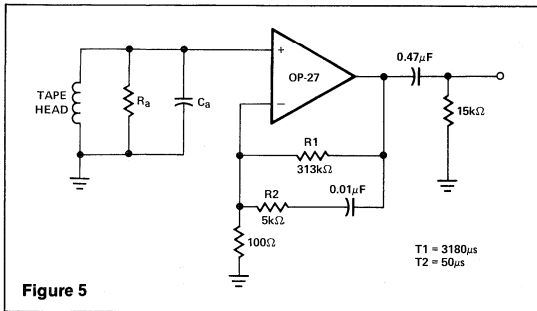 0.47µF
+
OP-27
−
TAPE
HEAD
Ra
Ca
15kΩ
R1
313kΩ
R2
0.01µF
5kΩ
100Ω
T1 = 3180µs
T2 = 50µs
Figure 5